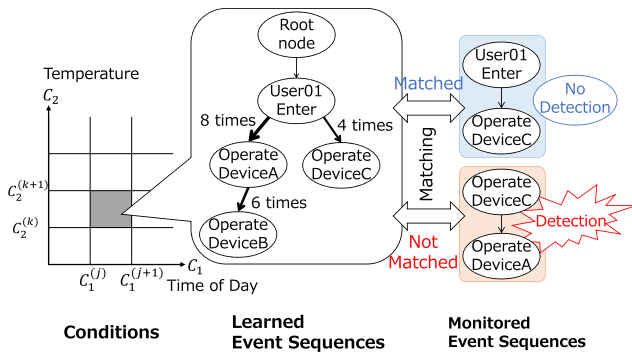 Temperature
C₂
C₂⁽ᵏ⁺¹⁾
C₂⁽ᵏ⁾
C₁⁽ʲ⁾
C₁⁽ʲ⁺¹⁾
C₁
Time of Day
Conditions
Root
node
User01
Enter
8 times
4 times
Operate
DeviceA
Operate
DeviceC
6 times
Operate
DeviceB
Learned
Event Sequences
Matched
Matching
Not
Matched
User01
Enter
Operate
DeviceC
No
Detection
Operate
DeviceC
Detection
Operate
DeviceA
Monitored
Event Sequences